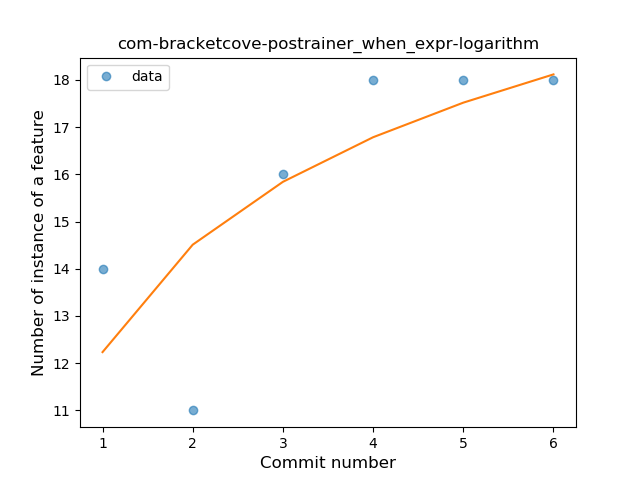 com-bracketcove-postrainer_when_expr-logarithm
data
Number of instance of a feature
18
17
16
15
14
13
12
11
1 2 3 4 5 6
Commit number